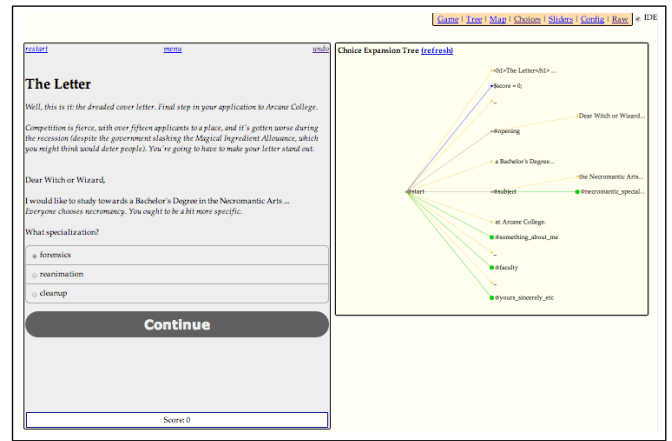 Game | Tree | Map | Choices | Sliders | Config | Raw IDE
restart menu undo
The Letter
Well, this is it: the dreaded cover letter. Final step in your application to Arcane College.
Competition is fierce, with over fifteen applicants to a place, and it's gotten worse during
the recession (despite the government slashing the Magical Ingredient Allowance, which
you might think would deter people). You're going to have to make your letter stand out.
Dear Witch or Wizard,
I would like to study towards a Bachelor's Degree in the Necromantic Arts ...
Everyone chooses necromancy. You ought to be a bit more specific.
What specialization?
forensics
reanimation
cleanup
Continue
Score: 0
Choice Expansion Tree (refresh)
<h1>The Letter</h1> ...
$score = 0;
Dear Witch or Wizard...
@opening
a Bachelor's Degree...
the Necromantic Arts...
@start
@subject
@necromantic_special...
at Arcane College.
@something_about_me
@faculty
@yours_sincerely_etc